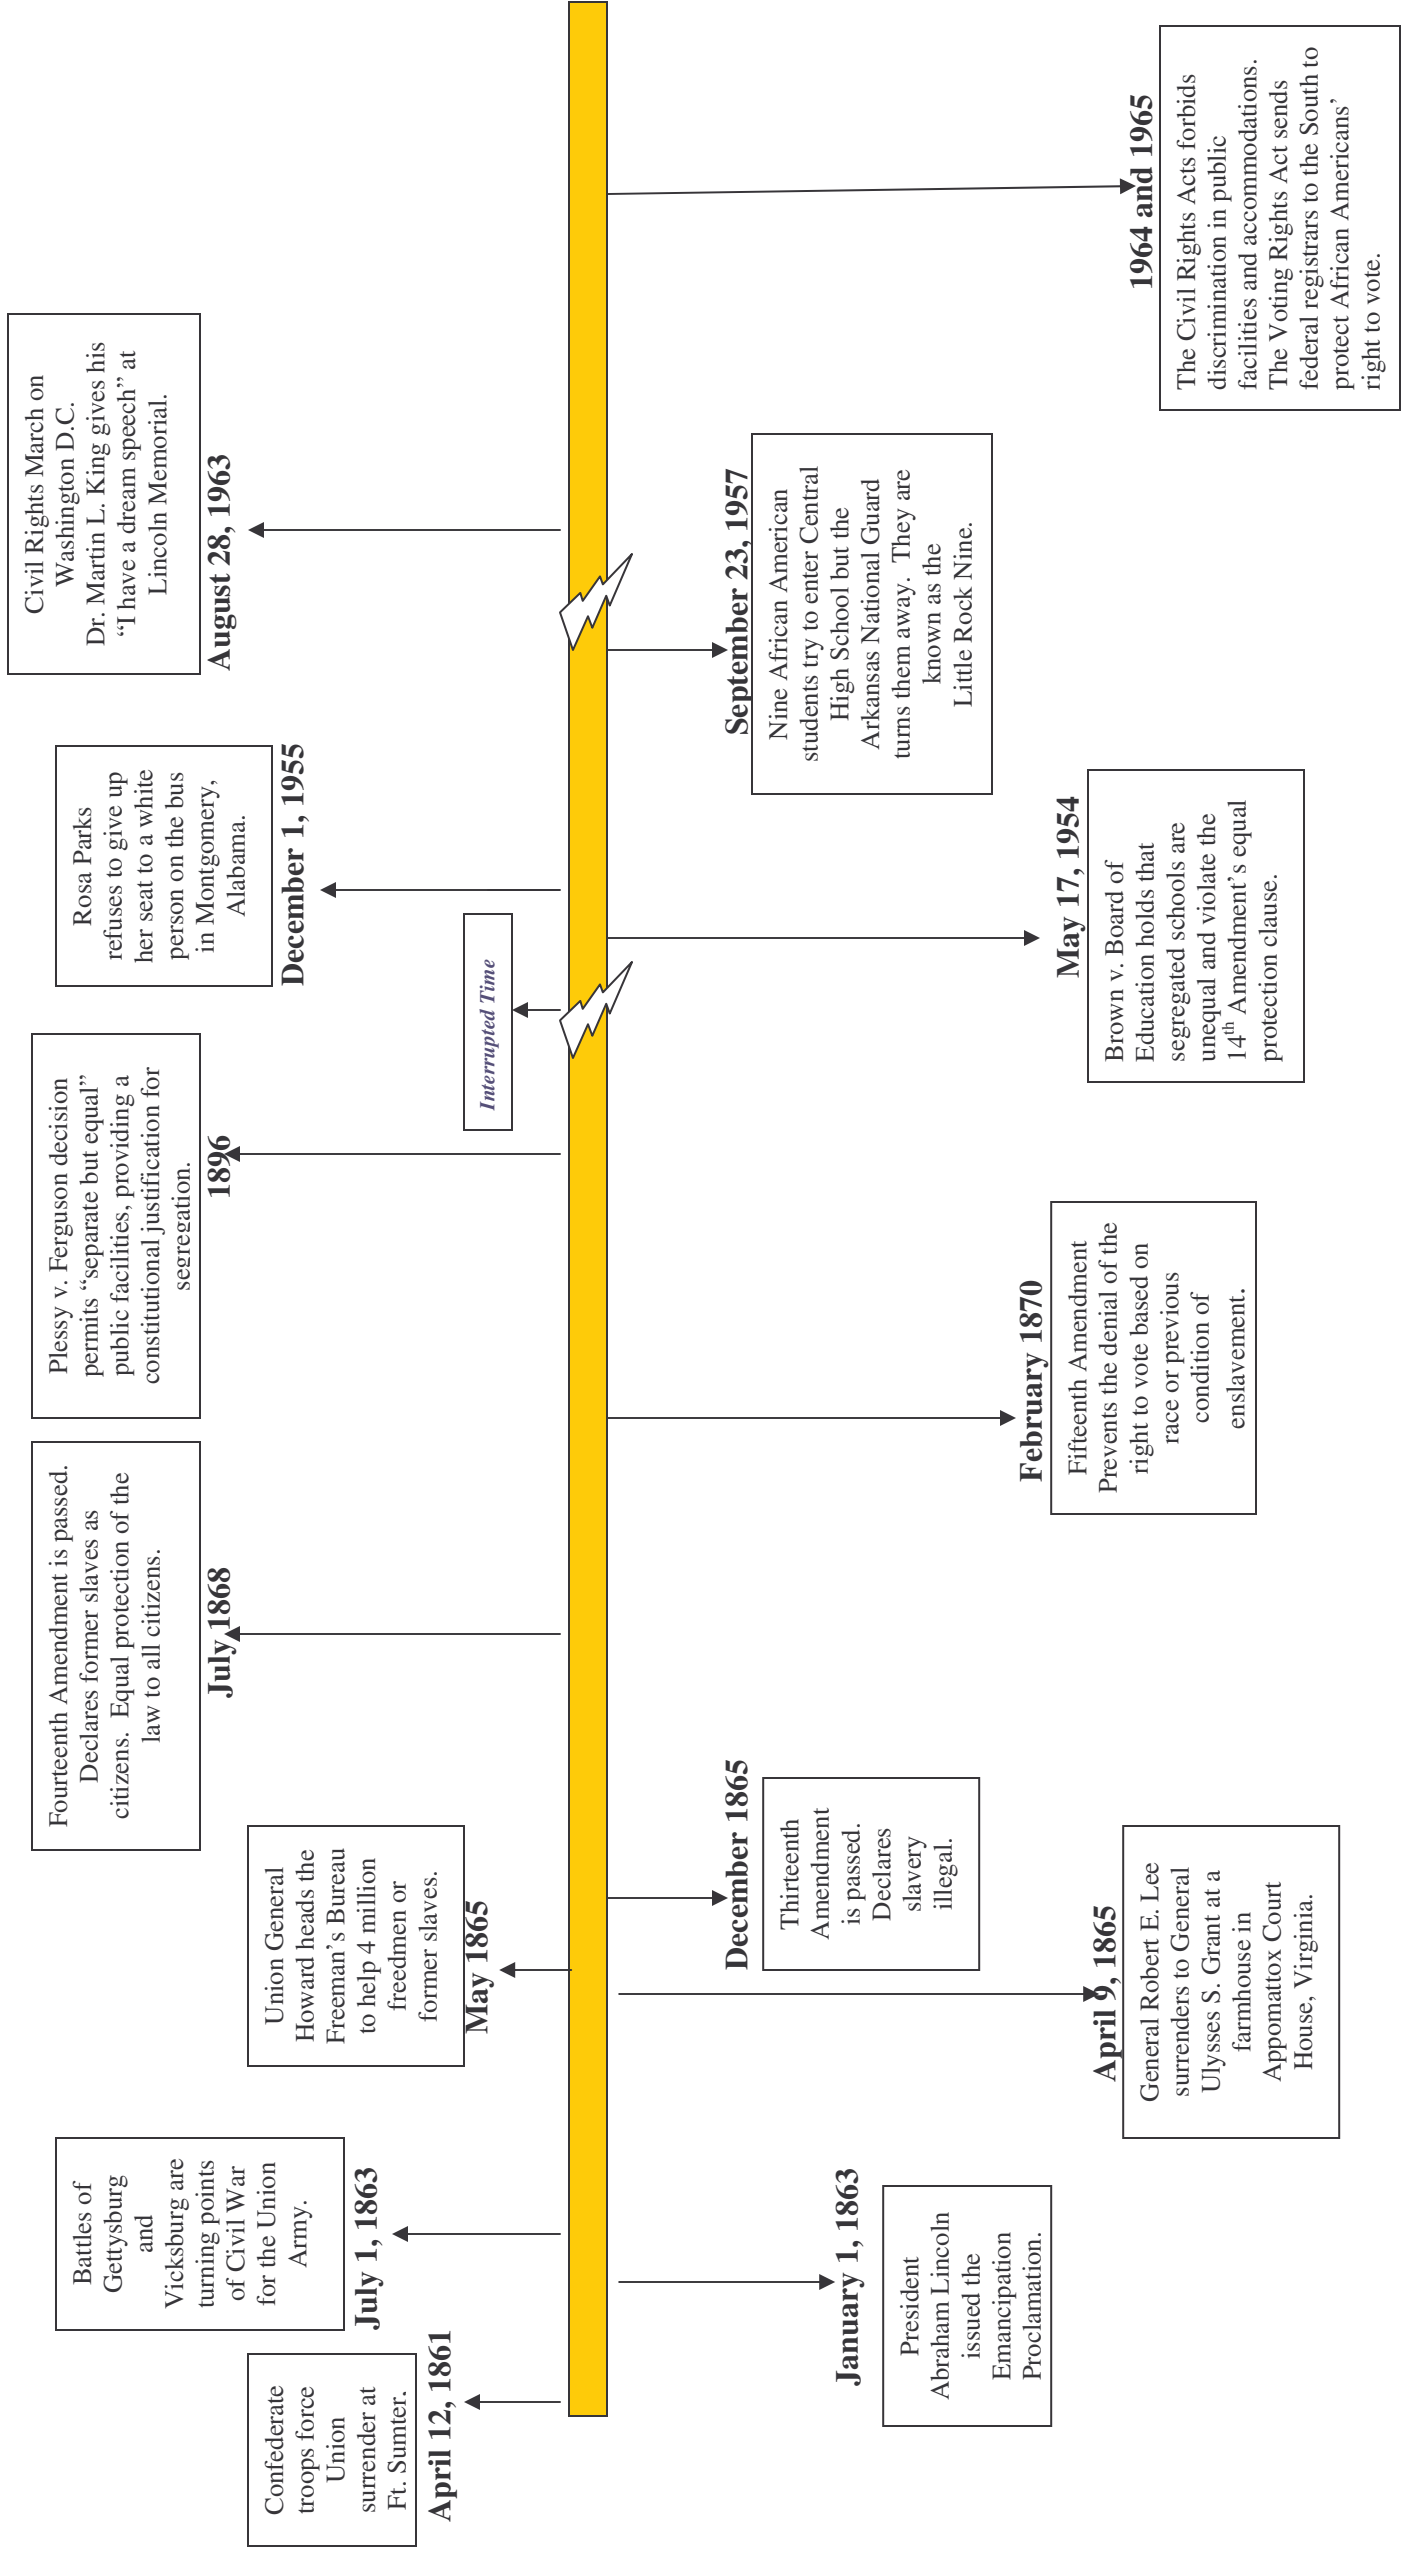 Confederate
troops force
Union
surrender at
Ft. Sumter.
April 12, 1861
Battles of
Gettysburg
and
Vicksburg are
turning points
of Civil War
for the Union
Army.
July 1, 1863
January 1, 1863
President
Abraham Lincoln
issued the
Emancipation
Proclamation.
Union General
Howard heads the
Freeman’s Bureau
to help 4 million
freedmen or
former slaves.
May 1865
April 9, 1865
General Robert E. Lee
surrenders to General
Ulysses S. Grant at a
farmhouse in
Appomattox Court
House, Virginia.
December 1865
Thirteenth
Amendment
is passed.
Declares
slavery
illegal.
Fourteenth Amendment is passed.
Declares former slaves as
citizens.  Equal protection of the
law to all citizens.
July 1868
February 1870
Fifteenth Amendment
Prevents the denial of the
right to vote based on
race or previous
condition of
enslavement.
Plessy v. Ferguson decision
permits “separate but equal”
public facilities, providing a
constitutional justification for
segregation.
1896
Interrupted Time
May 17, 1954
Brown v. Board of
Education holds that
segregated schools are
unequal and violate the
14th Amendment’s equal
protection clause.
Rosa Parks
refuses to give up
her seat to a white
person on the bus
in Montgomery,
Alabama.
December 1, 1955
September 23, 1957
Nine African American
students try to enter Central
High School but the
Arkansas National Guard
turns them away.  They are
known as the
Little Rock Nine.
Civil Rights March on
Washington D.C.
Dr. Martin L. King gives his
“I have a dream speech” at
Lincoln Memorial.
August 28, 1963
1964 and 1965
The Civil Rights Acts forbids
discrimination in public
facilities and accommodations.
The Voting Rights Act sends
federal registrars to the South to
protect African Americans’
right to vote.